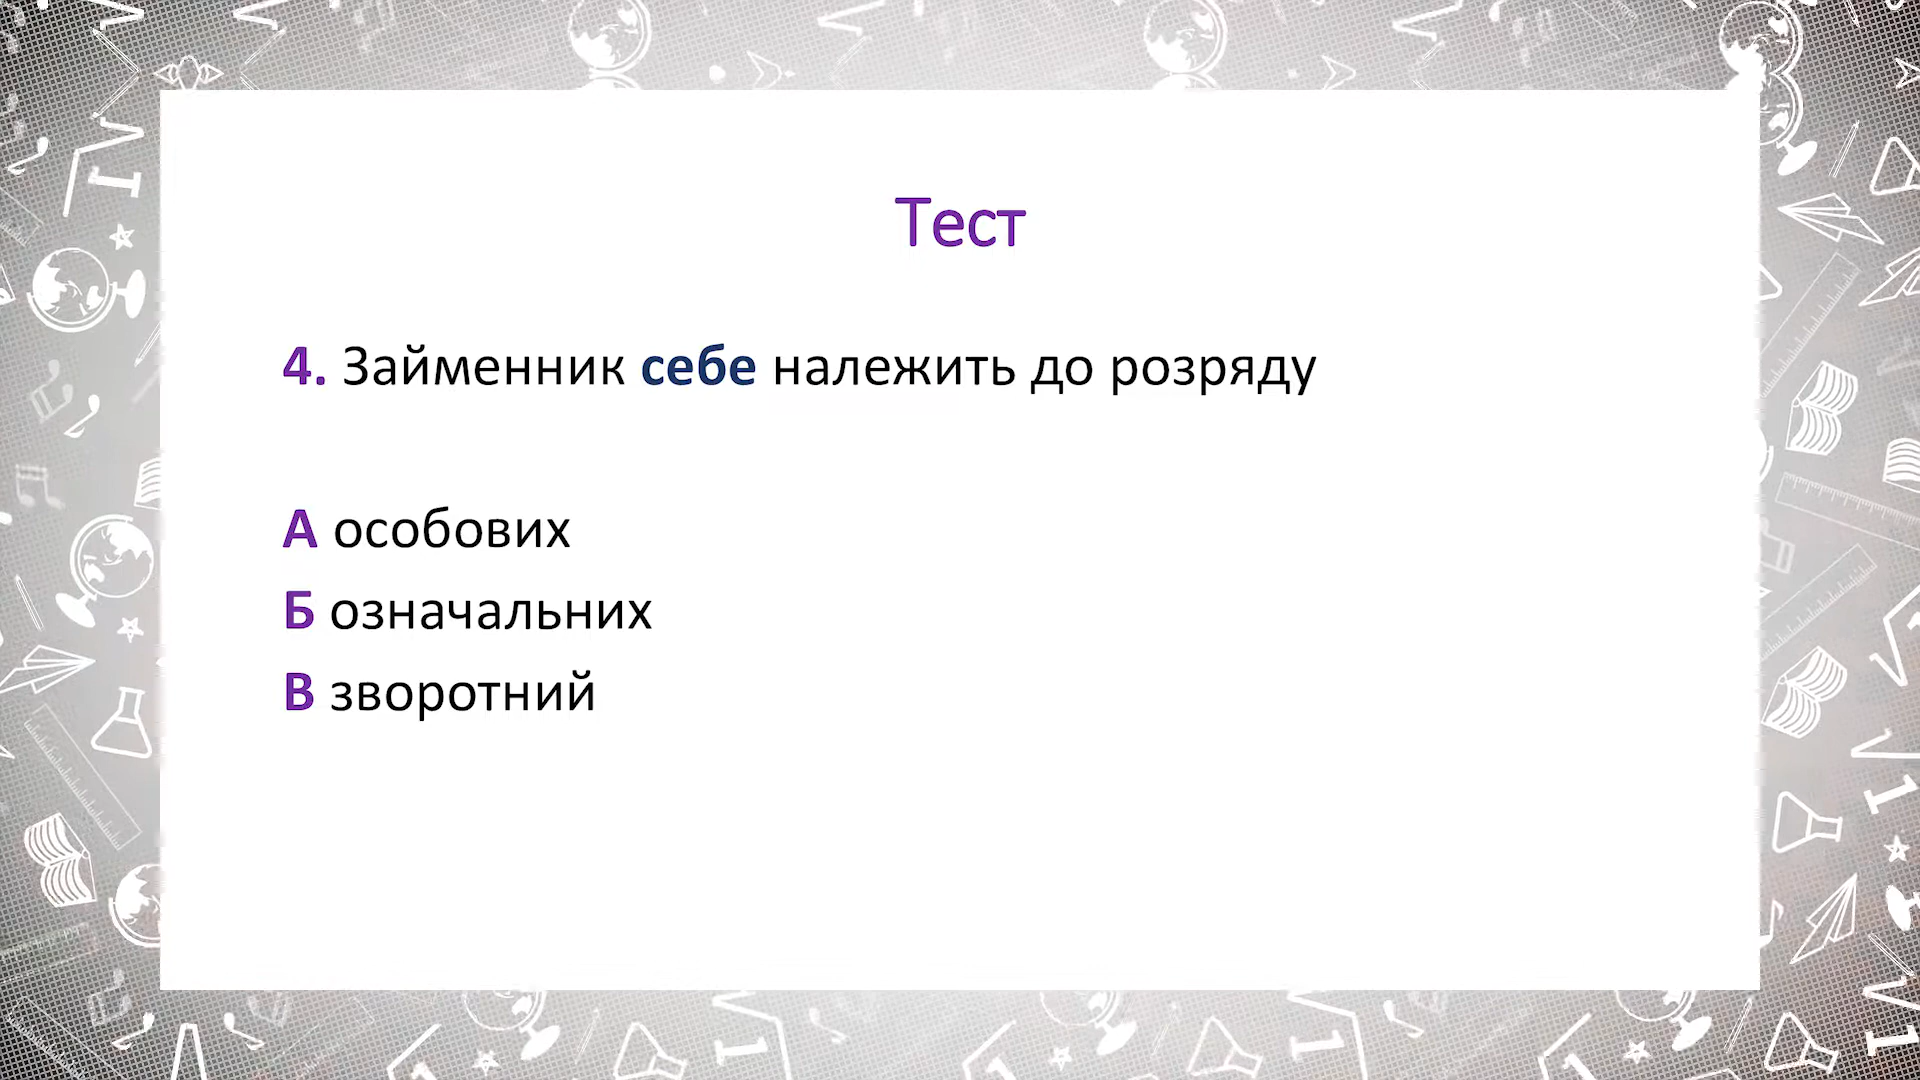 Тест
4. Займенник себе належить до розряду
А особових
Б означальних
В зворотний